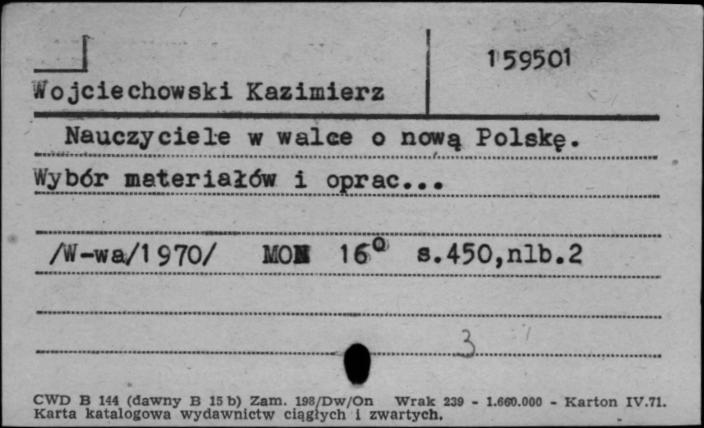 159501
Wojciechowski Kazimierz
Nauczyciele w walce o nową Polskę.
Wybór materiałów i oprac...
/W-wa/1970/ MON 16° s.450,nlb.2
3
CWD B 144 (dawny B 15 b) Zam. 198/Dw/On Wrak 239 - 1.660.000 - Karton IV.71.
Karta katalogowa wydawnictw ciągłych i zwartych.